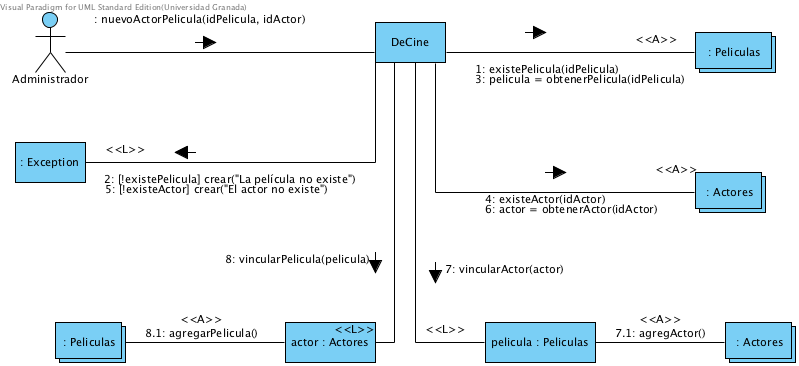 Visual Paradigm for UML Standard Edition(Universidad Granada)
: nuevoActorPelicula(idPelicula, idActor)
Administrador
DeCine
<<A>>
: Peliculas
1: existePelicula(idPelicula)
3: pelicula = obtenerPelicula(idPelicula)
<<L>>
: Exception
2: [!existePelicula] crear("La película no existe")
5: [!existeActor] crear("El actor no existe")
<<A>>
: Actores
4: existeActor(idActor)
6: actor = obtenerActor(idActor)
8: vincularPelicula(pelicula)
7: vincularActor(actor)
: Peliculas
<<A>>
8.1: agregarPelicula()
<<L>>
actor : Actores
<<L>>
pelicula : Peliculas
<<A>>
7.1: agregActor()
: Actores